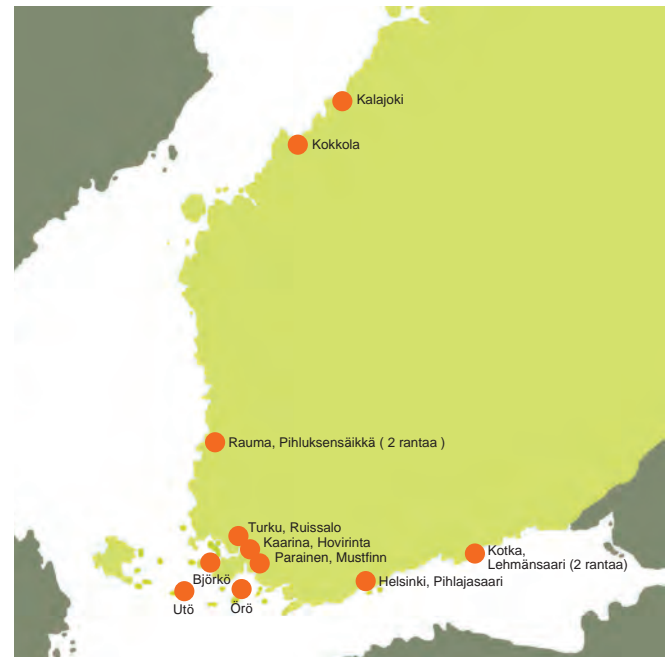 Kalajoki
Kokkola
Rauma, Pihluksensäikkä ( 2 rantaa )
Turku, Ruissalo
Kaarina, Hovirinta
Parainen, Mustfinn
Björkö
Utö
Örö
Helsinki, Pihlajasaari
Kotka,
Lehmänsaari (2 rantaa)